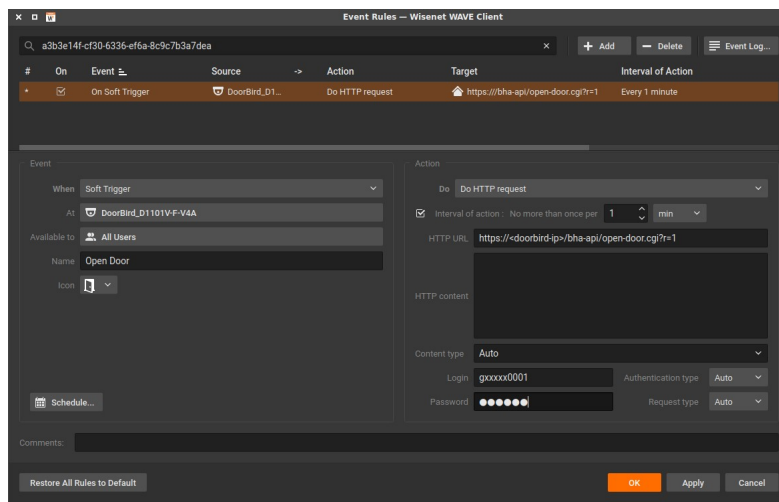 Event Rules — Wisenet WAVE Client
a3b3e14f-cf30-6336-ef6a-8c9c7b3a7dea
Add
Delete
Event Log...
# On Event Source -> Action Target Interval of Action
* On Soft Trigger DoorBird_D1... Do HTTP request https:///bha-api/open-door.cgi?r=1 Every 1 minute
Event
When Soft Trigger
At DoorBird_D1101V-F-V4A
Available to All Users
Name Open Door
Icon
Schedule...
Action
Do Do HTTP request
Interval of action : No more than once per 1 min
HTTP URL https://<doorbird-ip>/bha-api/open-door.cgi?r=1
HTTP content
Content type Auto
Login gxxxxx0001 Authentication type Auto
Password ●●●●●● Request type Auto
Comments:
Restore All Rules to Default OK Apply Cancel